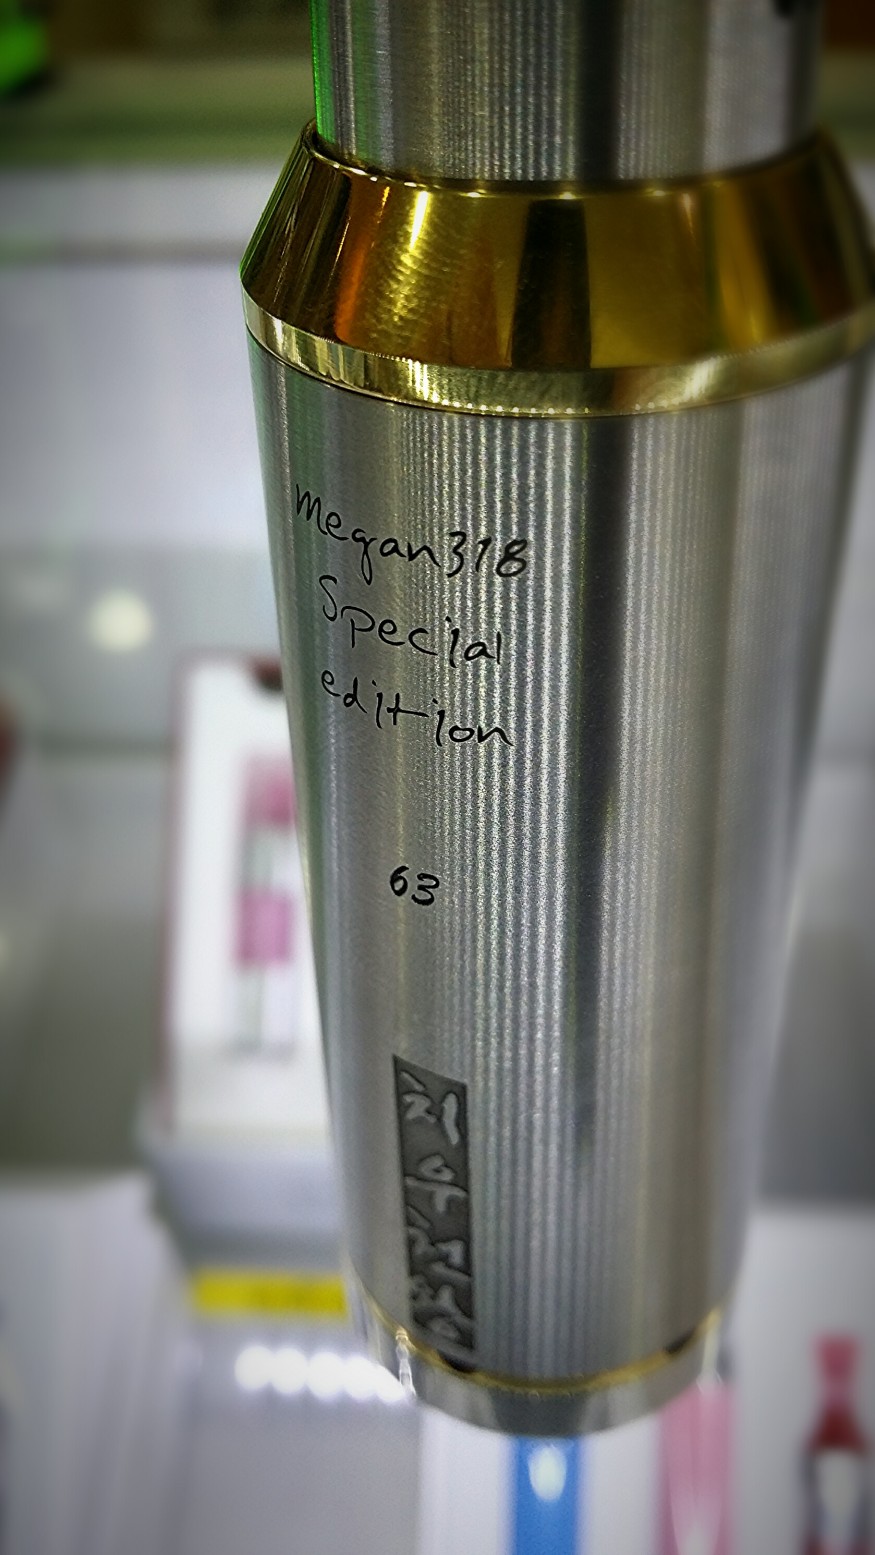 Megan318
Special
edition
63